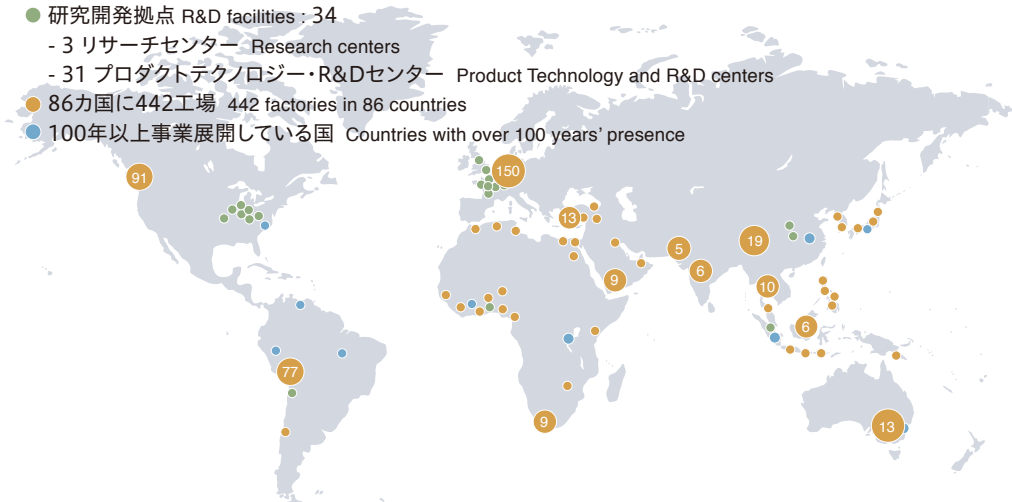 研究開発拠点 R&D facilities : 34
- 3 リサーチセンター Research centers
- 31 プロダクトテクノロジー・R&Dセンター Product Technology and R&D centers
86カ国に442工場 442 factories in 86 countries
100年以上事業展開している国 Countries with over 100 years' presence
150
91
13
19
5
6
9
10
6
77
9
13